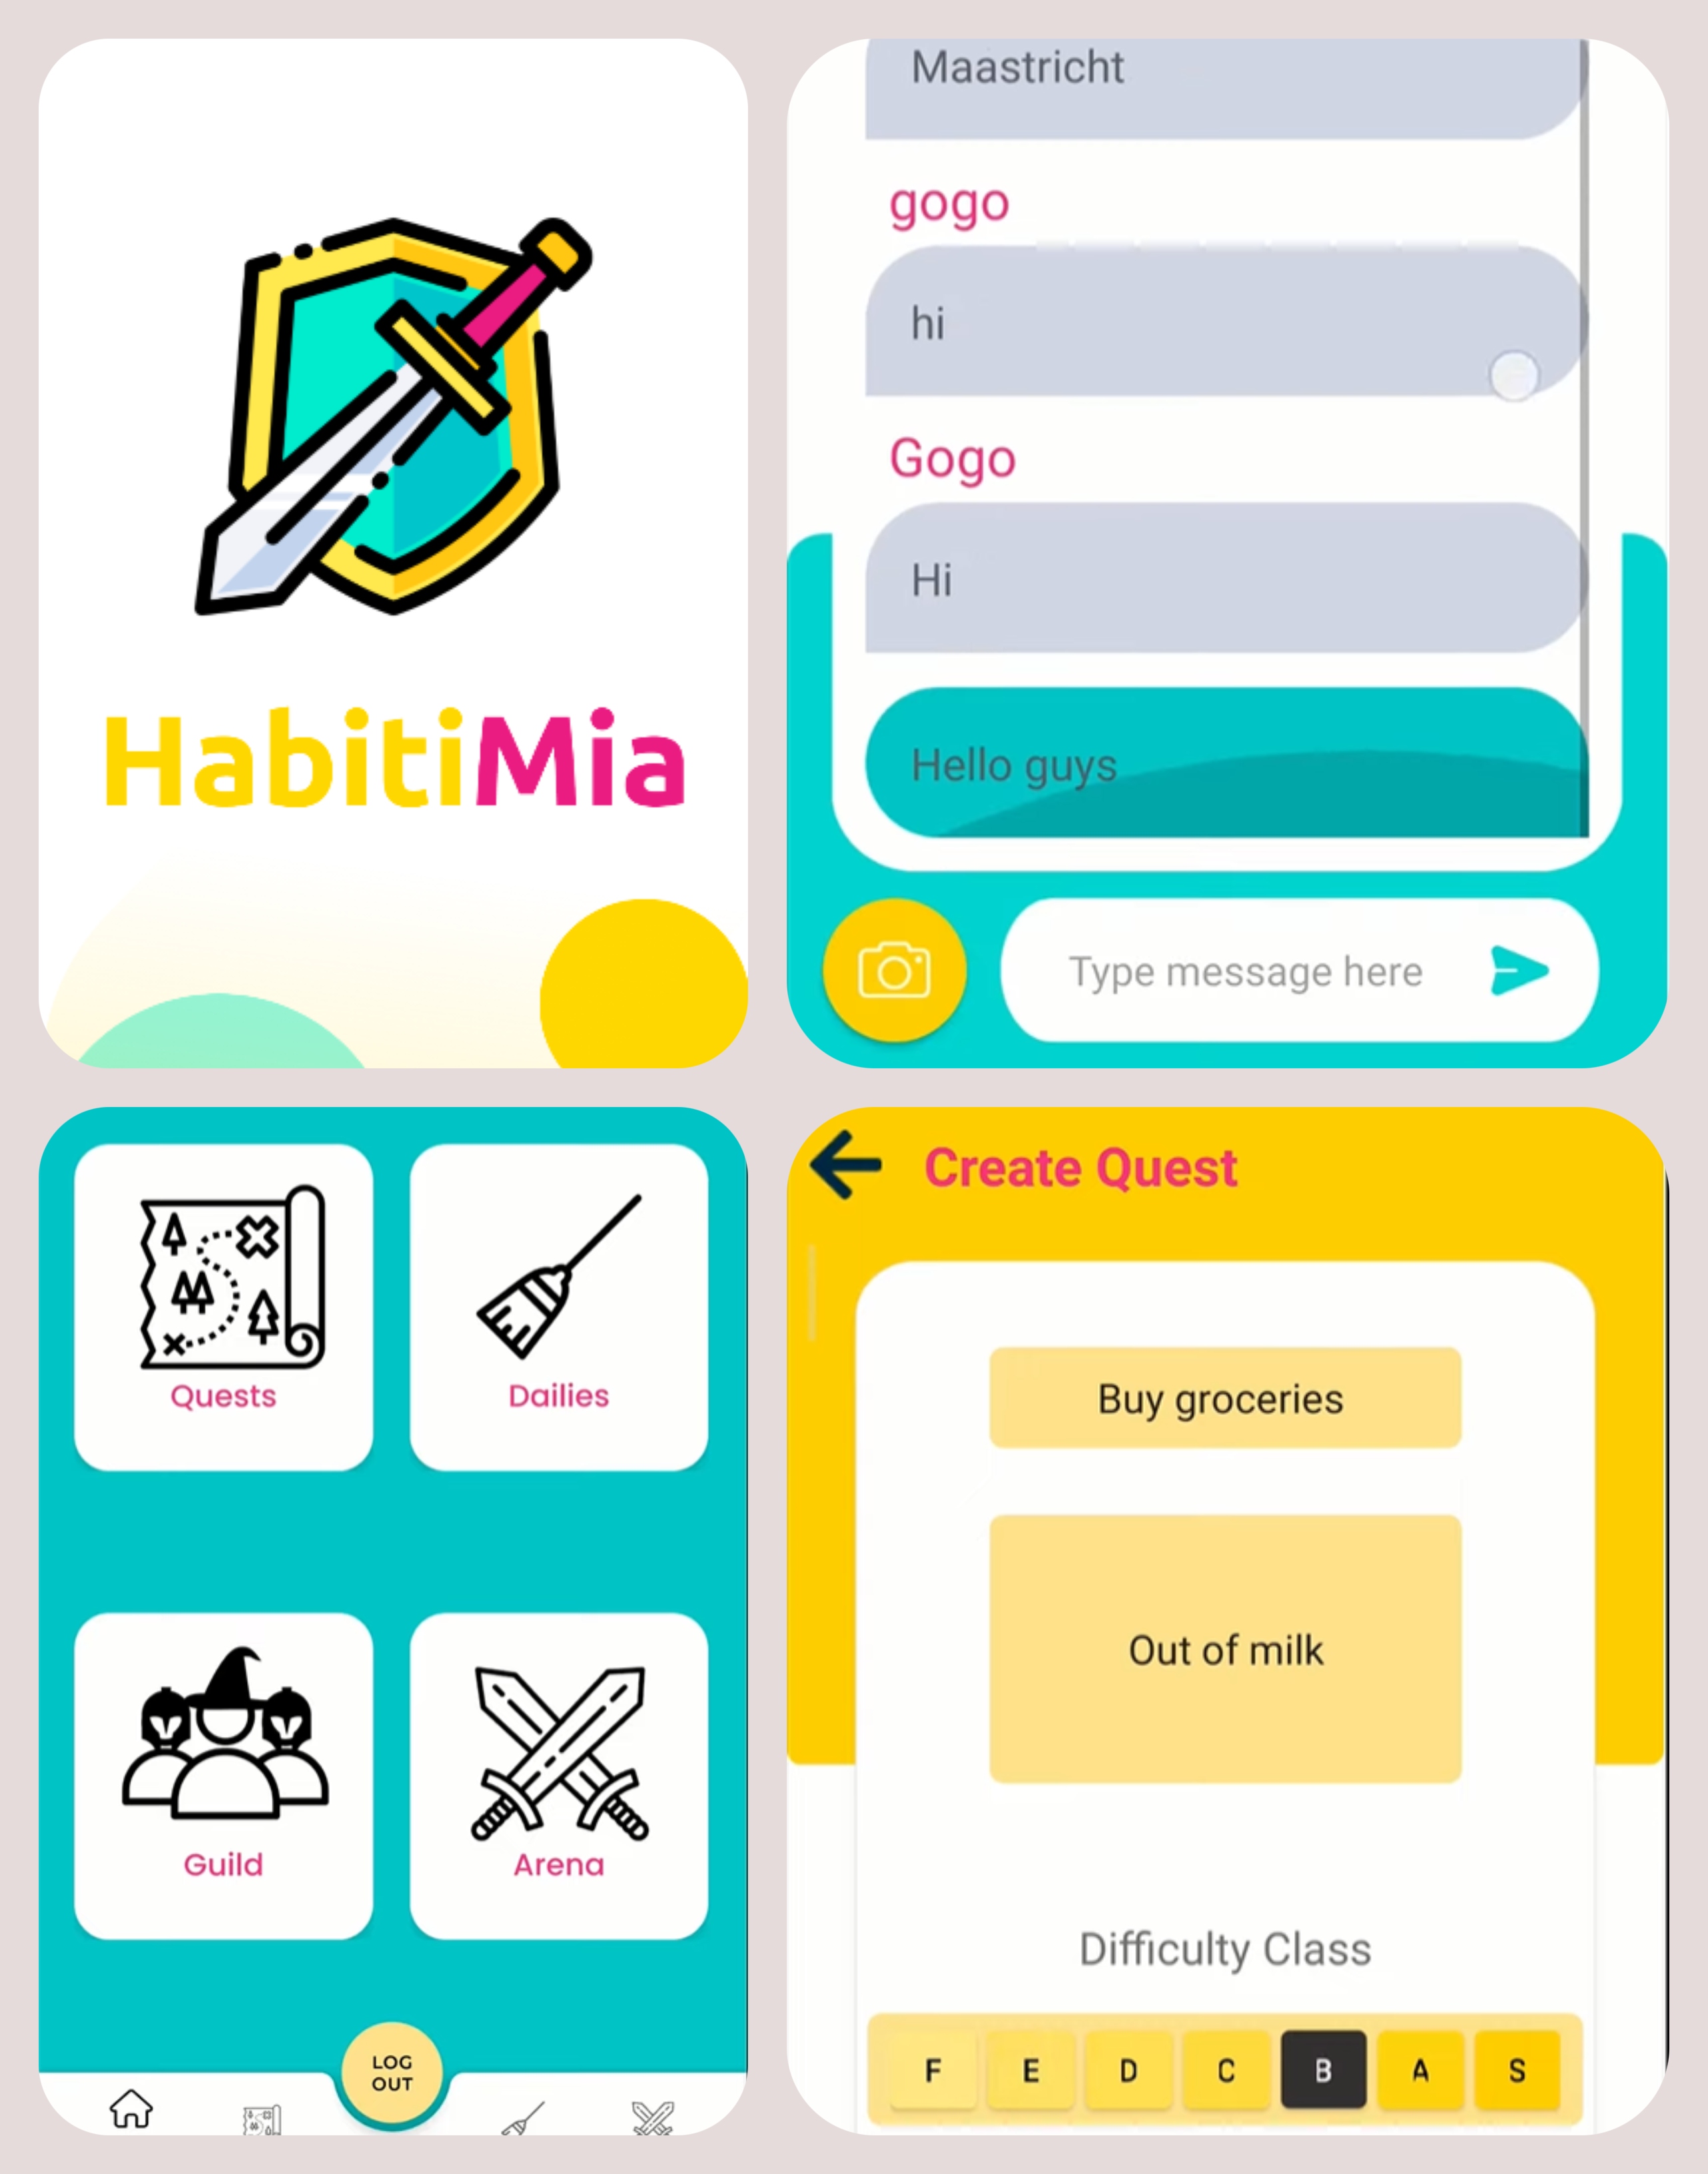 HabitiMia
Maastricht
gogo
hi
Gogo
Hi
Hello guys
Type message here
Quests
Dailies
Guild
Arena
LOG
OUT
Create Quest
Buy groceries
Out of milk
Difficulty Class
F E D C B A S